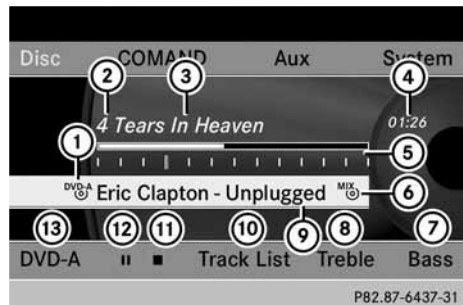 Disc COMAND Aux System
2 3 4
4 Tears In Heaven 01:26
1 5
DVD-A Eric Clapton - Unplugged MIX 6
13 12 11 10 9 8 7
DVD-A Track List Treble Bass
P82.87-6437-31